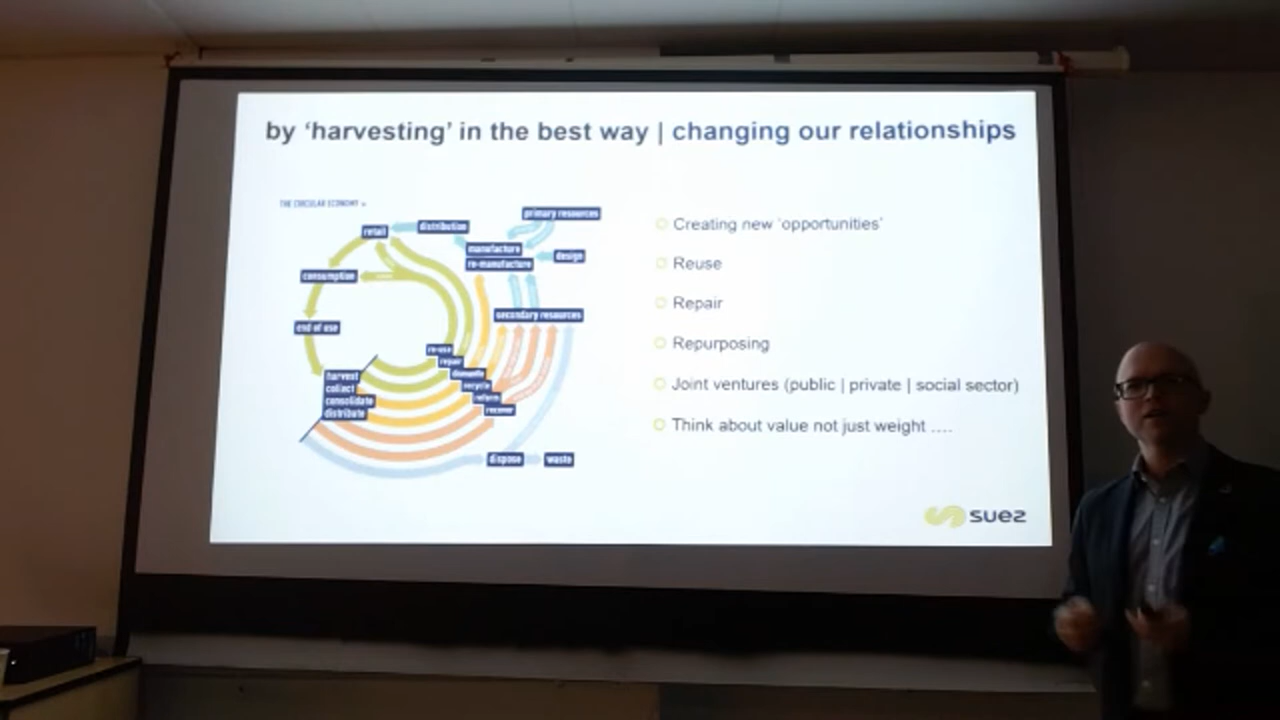 by ‘harvesting’ in the best way | changing our relationships
THE CIRCULAR ECONOMY
primary resources
retail
distribution
manufacture
re-manufacture
design
consumption
secondary resources
end of use
re-use
repair
dismantle
recycle
reform
recover
harvest
collect
consolidate
distribute
dispose
waste
Creating new ‘opportunities’
Reuse
Repair
Repurposing
Joint ventures (public | private | social sector)
Think about value not just weight ....
suez